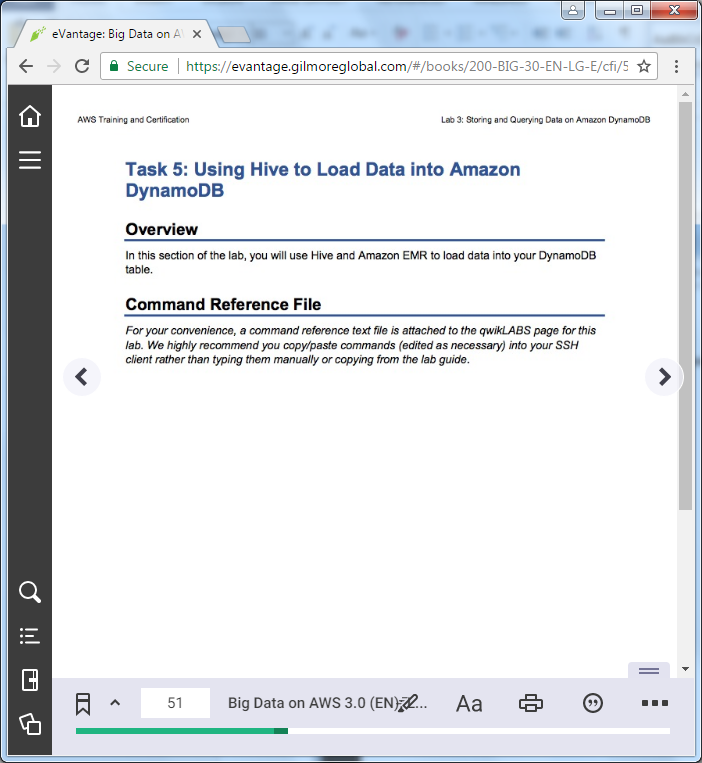 eVantage: Big Data on A
Secure
https://evantage.gilmoreglobal.com/#/books/200-BIG-30-EN-LG-E/cfi/5
AWS Training and Certification
Lab 3: Storing and Querying Data on Amazon DynamoDB
Task 5: Using Hive to Load Data into Amazon
DynamoDB
Overview
In this section of the lab, you will use Hive and Amazon EMR to load data into your DynamoDB
table.
Command Reference File
For your convenience, a command reference text file is attached to the qwikLABS page for this
lab. We highly recommend you copy/paste commands (edited as necessary) into your SSH
client rather than typing them manually or copying from the lab guide.
51
Big Data on AWS 3.0 (EN)
Aa